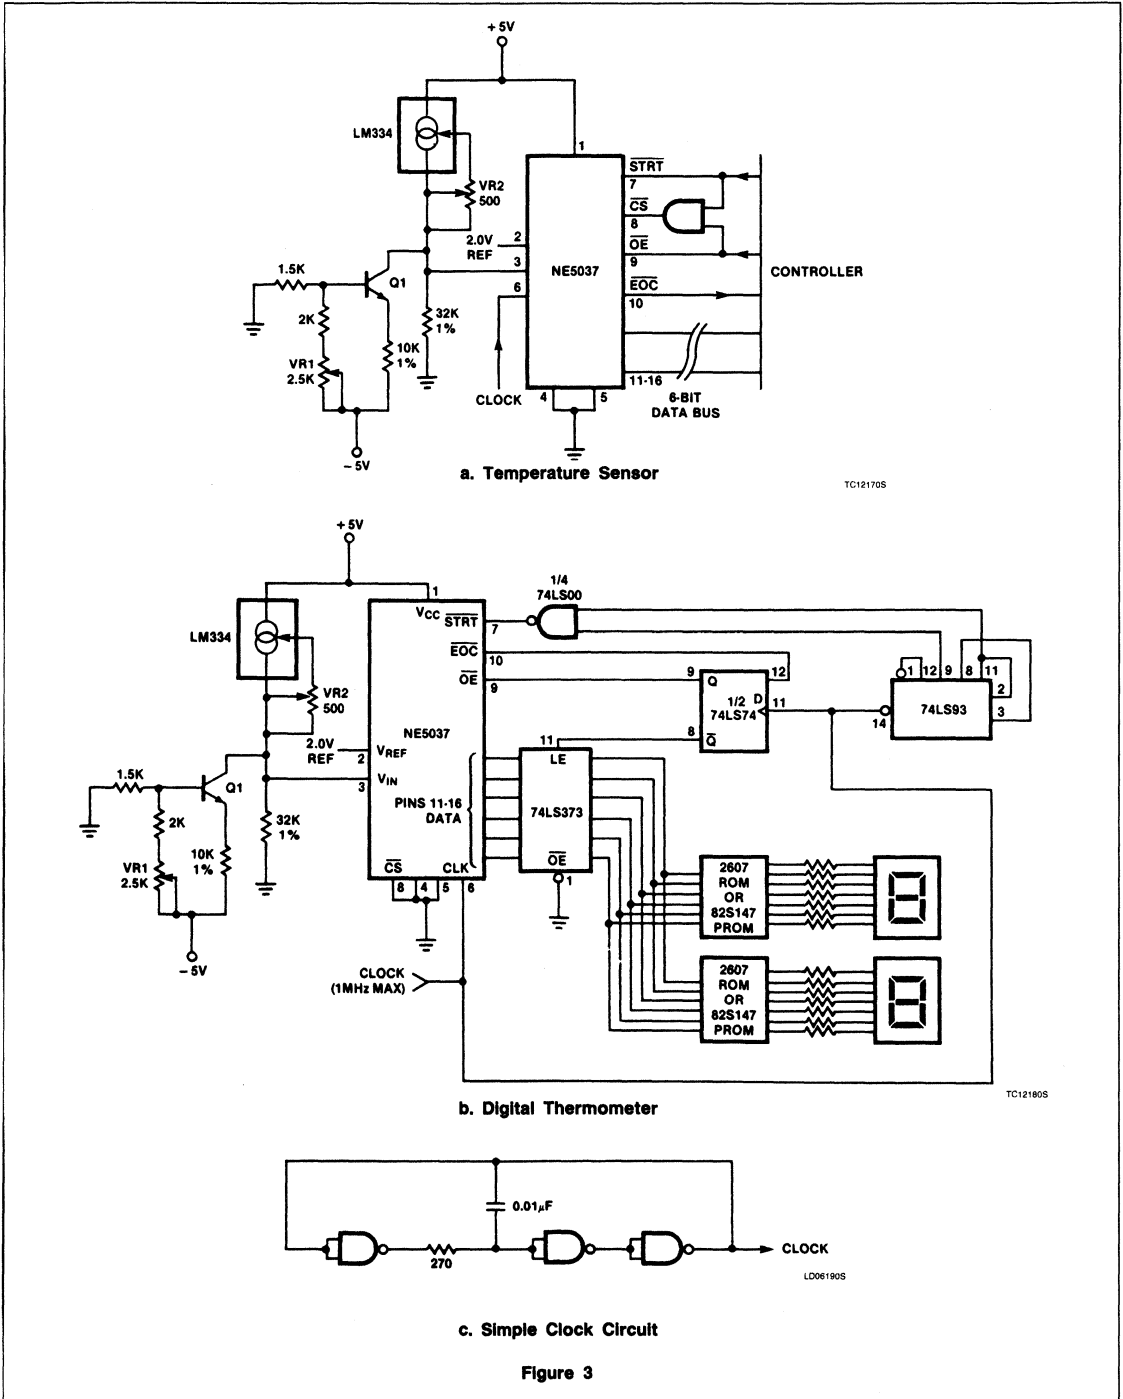 +5V
LM334
VR2
500
2.0V
REF
1.5K
Q1
2K
VR1
2.5K
10K
1%
32K
1%
-5V
CLOCK
1
2
3
6
NE5037
4
5
STRT
7
CS
8
OE
9
EOC
10
11-16
6-BIT
DATA BUS
CONTROLLER
a. Temperature Sensor
TC12170S
+5V
LM334
VR2
500
2.0V
REF
1.5K
Q1
2K
VR1
2.5K
10K
1%
32K
1%
-5V
1
VCC
STRT
7
EOC
10
OE
9
NE5037
VREF
2
VIN
3
PINS 11-16
DATA
CS
CLK
8
4
5
6
CLOCK
(1MHz MAX)
1/4
74LS00
9
Q
12
D
1/2
74LS74
11
8
Q
1
12
9
8
11
2
3
74LS93
14
11
LE
74LS373
OE
1
2607
ROM
OR
82S147
PROM
8
2607
ROM
OR
82S147
PROM
8
TC12180S
b. Digital Thermometer
0.01μF
270
CLOCK
LD06190S
c. Simple Clock Circuit
Figure 3